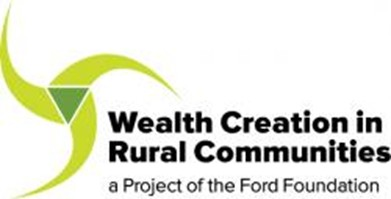 Wealth Creation in
Rural Communities
a Project of the Ford Foundation